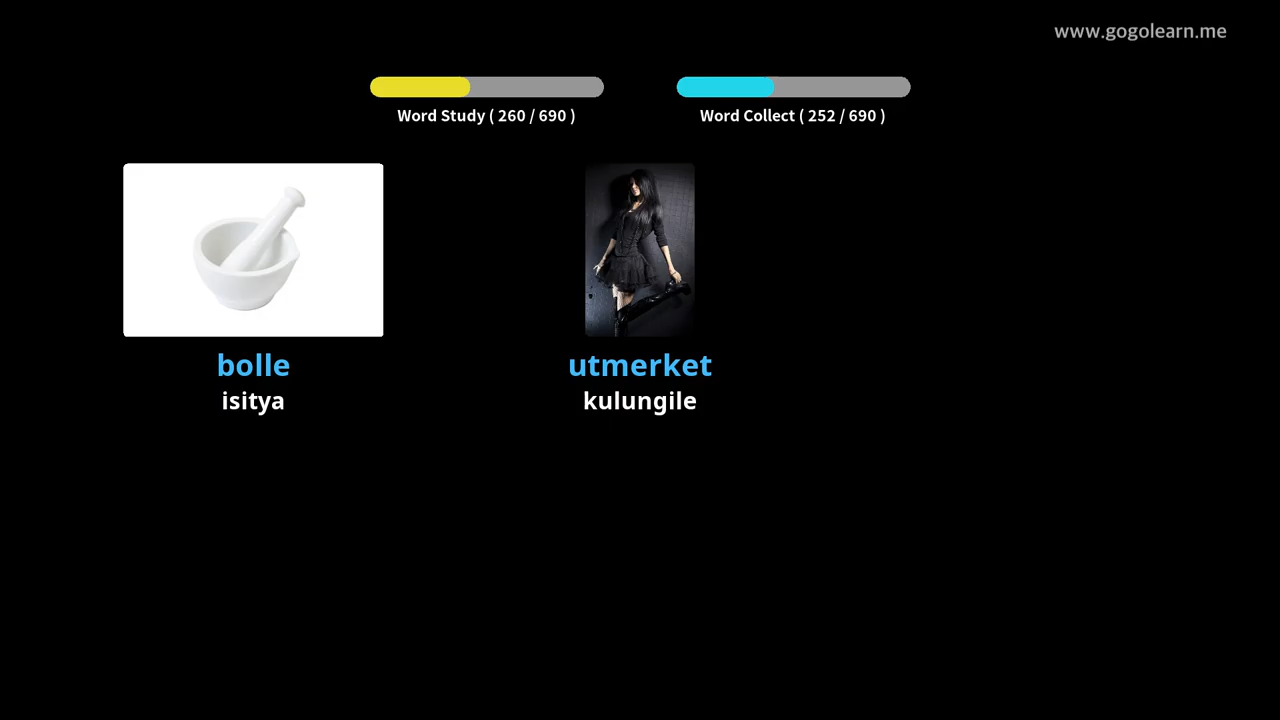 www.gogolearn.me
Word Study ( 260 / 690 )
Word Collect ( 252 / 690 )
bolle
isitya
utmerket
kulungile